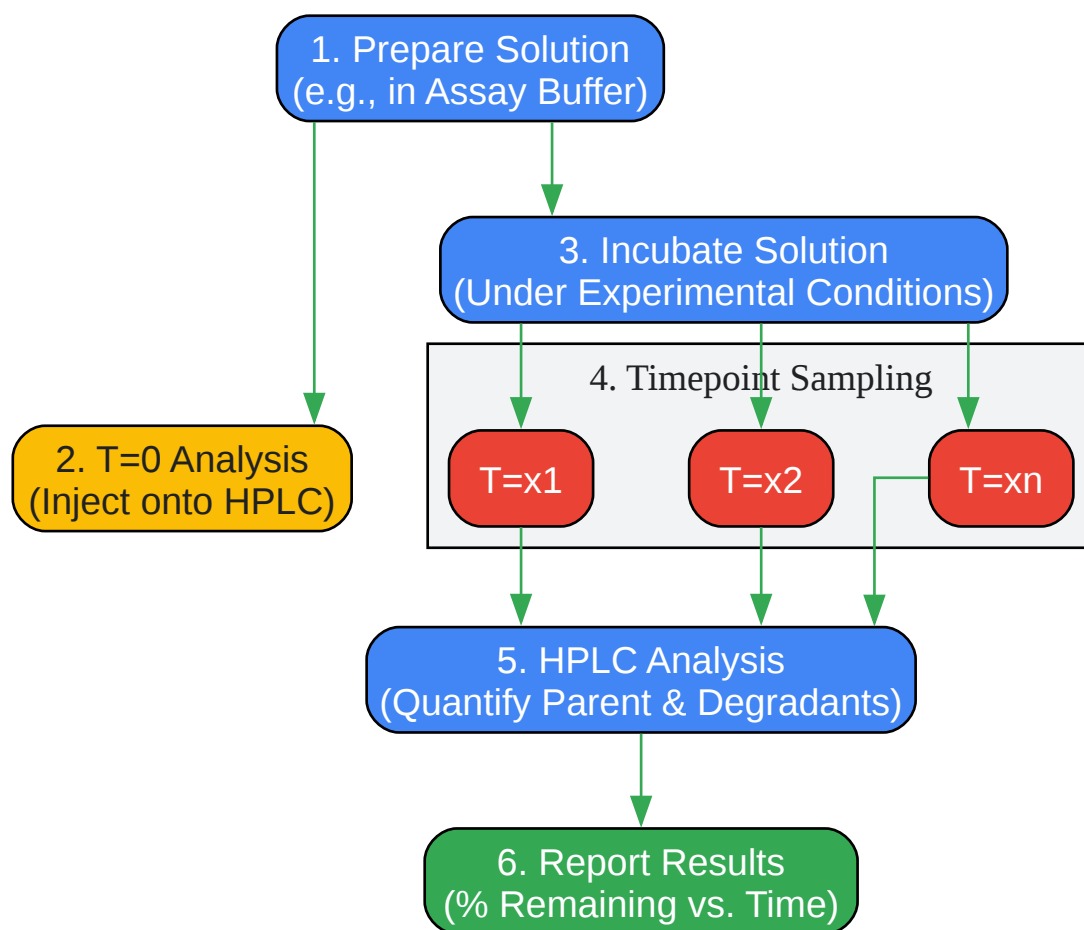 1. Prepare Solution
(e.g., in Assay Buffer)
3. Incubate Solution
(Under Experimental Conditions)
4. Timepoint Sampling
2. T=0 Analysis
(Inject onto HPLC)
T=x1
T=x2
T=xn
5. HPLC Analysis
(Quantify Parent & Degradants)
6. Report Results
(% Remaining vs. Time)